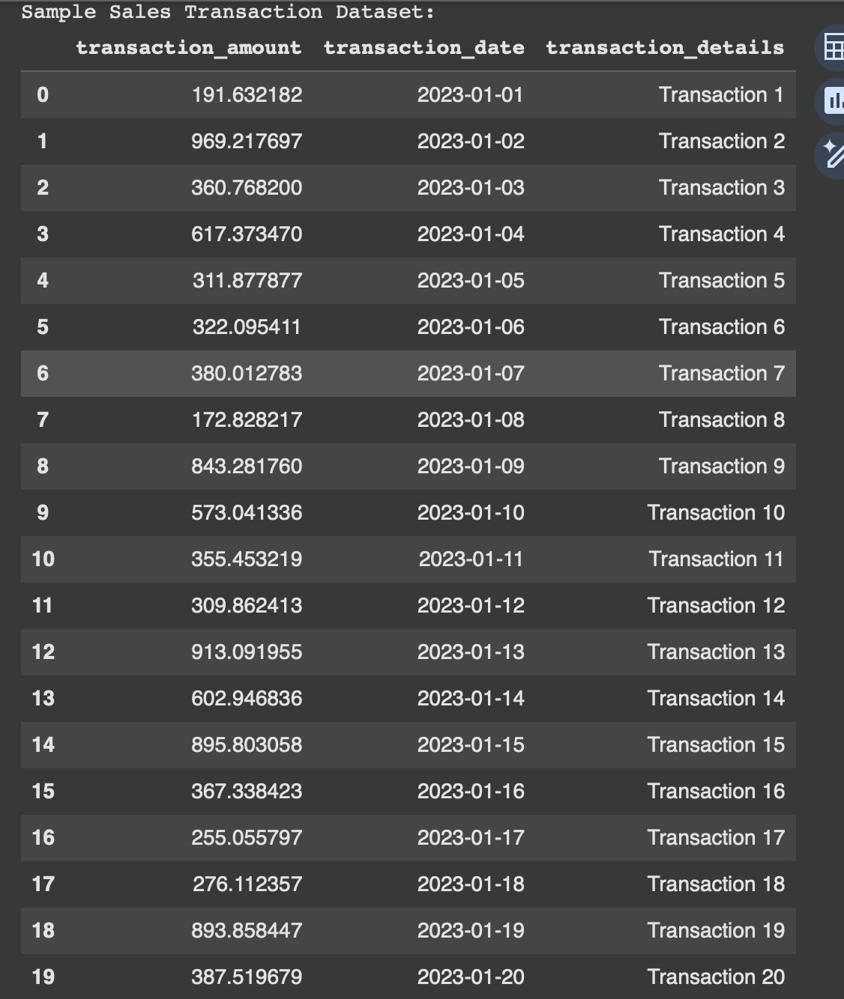 Sample Sales Transaction Dataset:
transaction_amount transaction_date transaction_details
0 191.632182 2023-01-01 Transaction 1
1 969.217697 2023-01-02 Transaction 2
2 360.768200 2023-01-03 Transaction 3
3 617.373470 2023-01-04 Transaction 4
4 311.877877 2023-01-05 Transaction 5
5 322.095411 2023-01-06 Transaction 6
6 380.012783 2023-01-07 Transaction 7
7 172.828217 2023-01-08 Transaction 8
8 843.281760 2023-01-09 Transaction 9
9 573.041336 2023-01-10 Transaction 10
10 355.453219 2023-01-11 Transaction 11
11 309.862413 2023-01-12 Transaction 12
12 913.091955 2023-01-13 Transaction 13
13 602.946836 2023-01-14 Transaction 14
14 895.803058 2023-01-15 Transaction 15
15 367.338423 2023-01-16 Transaction 16
16 255.055797 2023-01-17 Transaction 17
17 276.112357 2023-01-18 Transaction 18
18 893.858447 2023-01-19 Transaction 19
19 387.519679 2023-01-20 Transaction 20